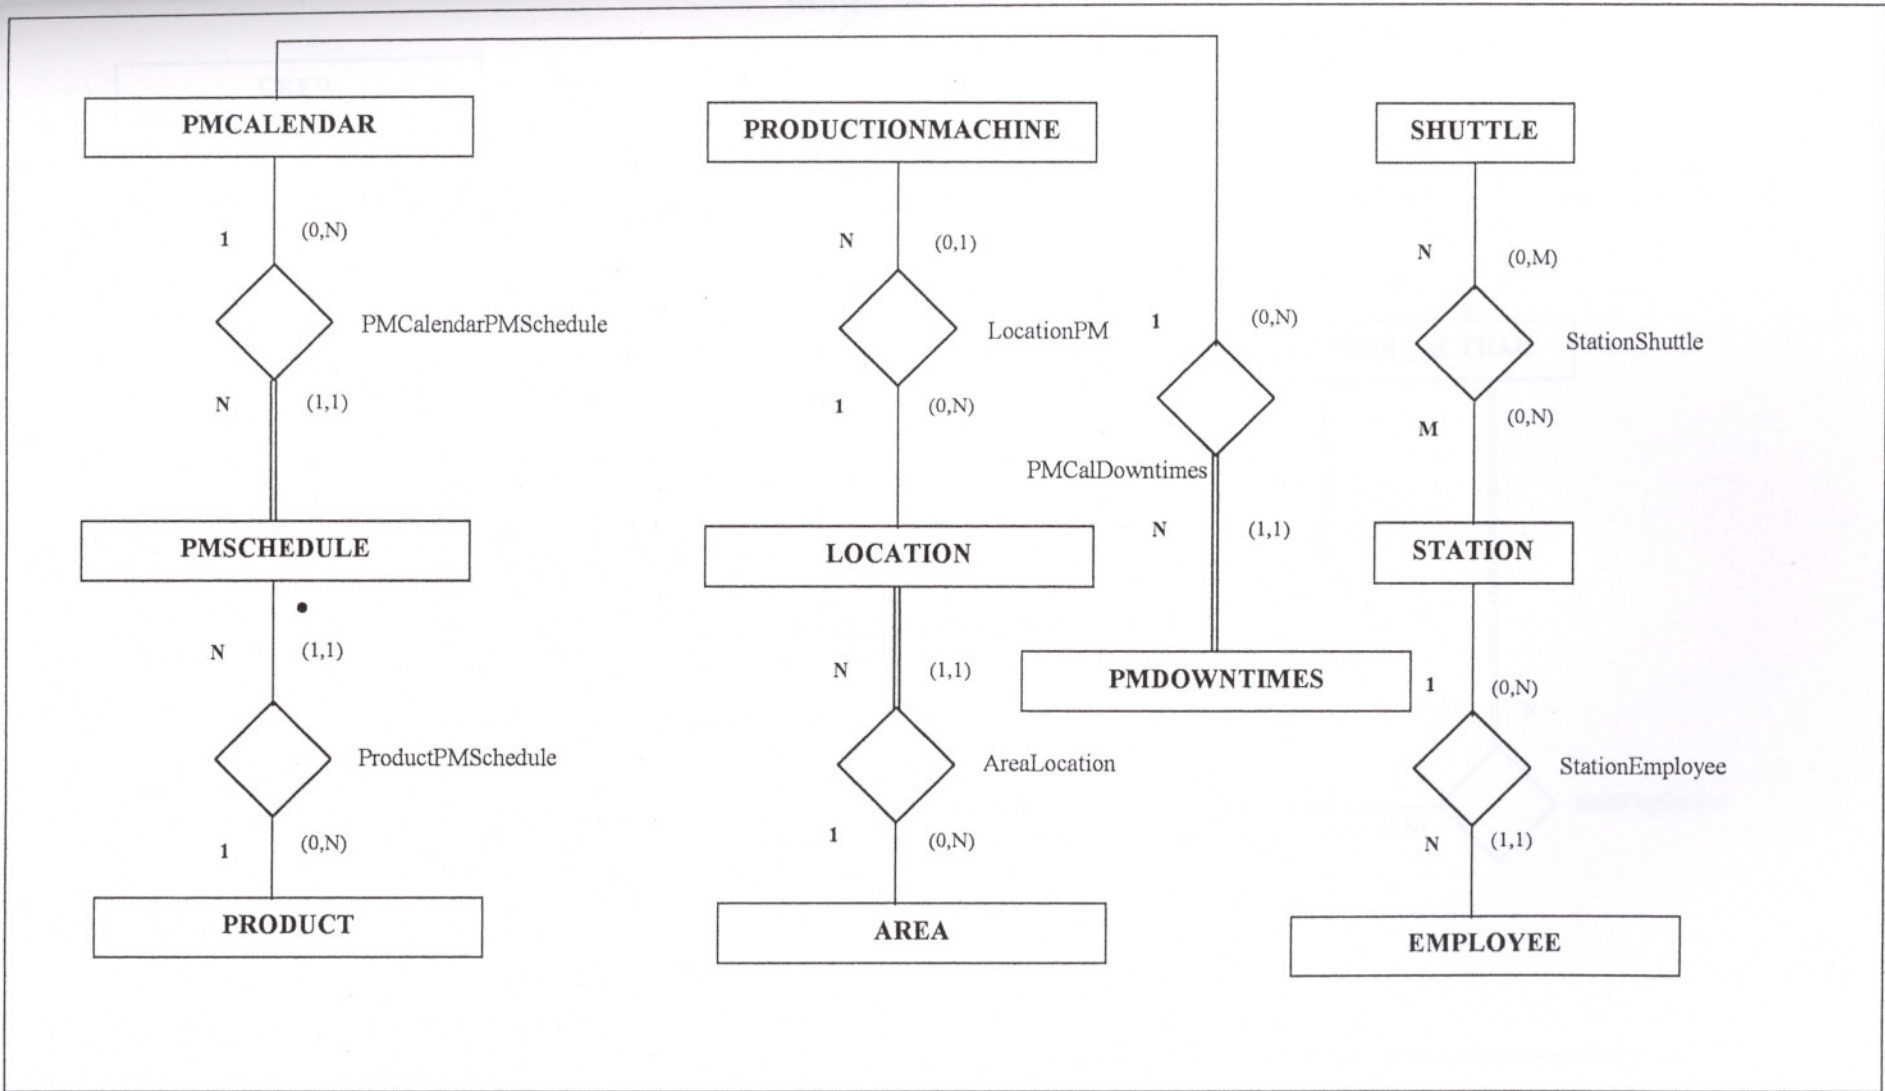 PMCALENDAR
1 (0,N)
PMCalendarPMSchedule
N (1,1)
PMSCHEDULE
N (1,1)
ProductPMSchedule
1 (0,N)
PRODUCT
PRODUCTIONMACHINE
N (0,1)
LocationPM
1 (0,N)
LOCATION
N (1,1)
AreaLocation
1 (0,N)
AREA
1 (0,N)
PMCalDowntimes
N (1,1)
PMDOWNTIMES
SHUTTLE
N (0,M)
StationShuttle
M (0,N)
STATION
1 (0,N)
StationEmployee
N (1,1)
EMPLOYEE
CREW